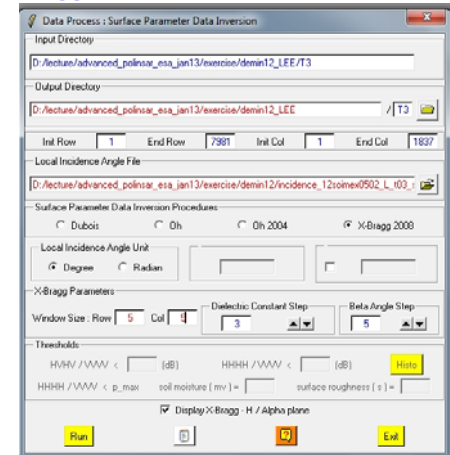 Data Process : Surface Parameter Data Inversion
Input Directory
D:/lecture/advanced_polinsar_esa_jan13/exercise/demin12_LEE/T3
Output Directory
D:/lecture/advanced_polinsar_esa_jan13/exercise/demin12_LEE / T3
Init Row 1 End Row 7981 Init Col 1 End Col 1837
Local Incidence Angle File
D:/lecture/advanced_polinsar_esa_jan13/exercise/demin12/incidence_12soimex0502_L_t03_s
Surface Parameter Data Inversion Procedures
Dubois Oh Oh 2004 X-Bragg 2008
Local Incidence Angle Unit
Degree Radian
X-Bragg Parameters
Dielectric Constant Step Beta Angle Step
Window Size : Row 5 Col 5 3 5
Thresholds
HVHV / VVVV < (dB) HHHH / VVVV < (dB) Histo
HHHH / VVVV < p_max soil moisture ( mv ) = surface roughness ( s ) =
Display X-Bragg - H / Alpha plane
Run ? Exit